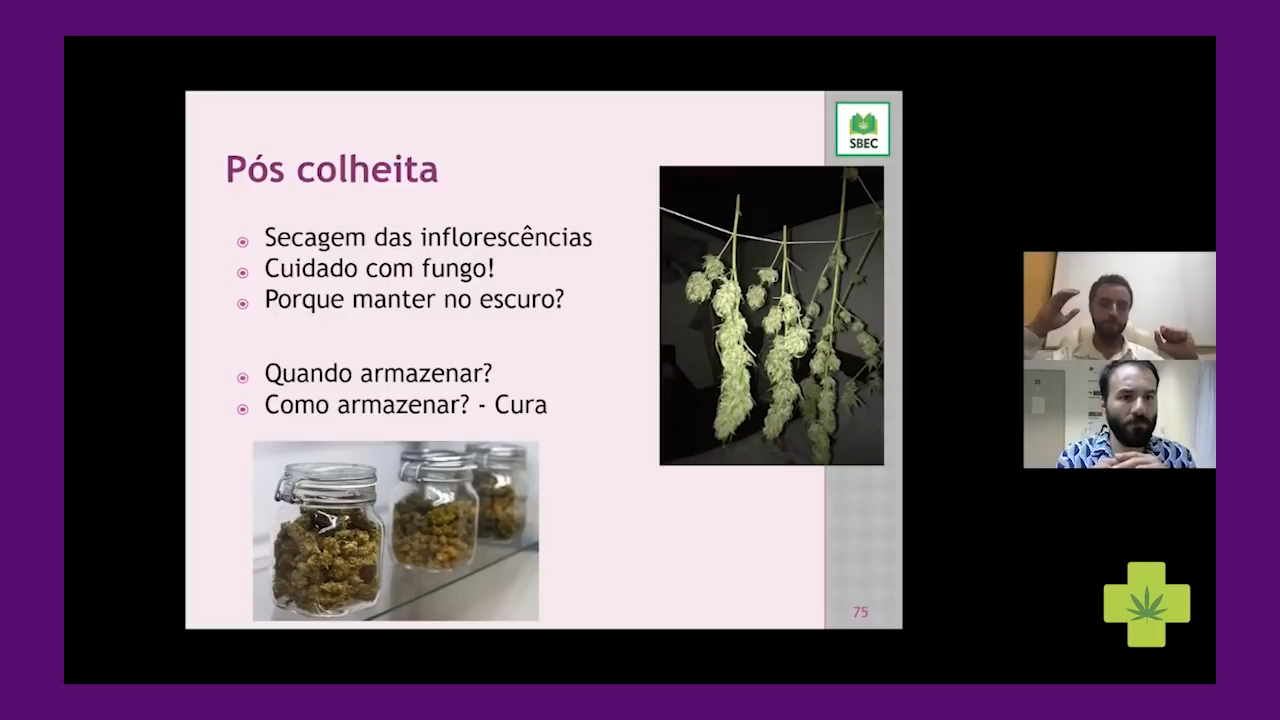 SBEC
Pós colheita
Secagem das inflorescências
Cuidado com fungo!
Porque manter no escuro?
Quando armazenar?
Como armazenar? - Cura
75